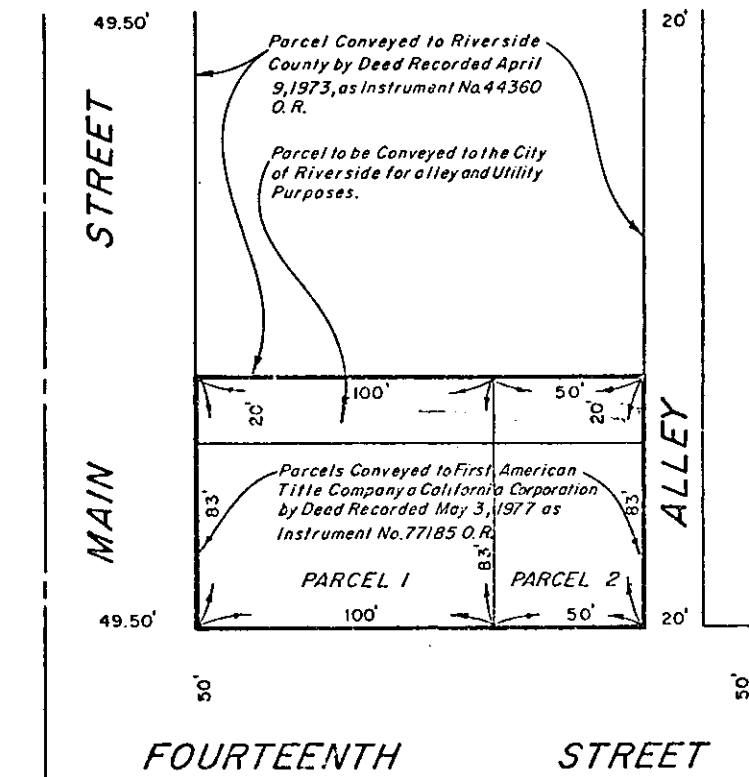 49.50'
20'
Parcel Conveyed to Riverside
County by Deed Recorded April
9,1973, as Instrument No.44360
O.R.
STREET
Parcel to be Conveyed to the City
of Riverside for alley and Utility
Purposes.
100'
50'
20'
20'
ALLEY
MAIN
Parcels Conveyed to First American
Title Company a California Corporation
by Deed Recorded May 3, 1977 as
Instrument No.77185 O.R.
83'
83'
83'
PARCEL 1
PARCEL 2
49.50'
100'
50'
20'
50'
50'
FOURTEENTH STREET